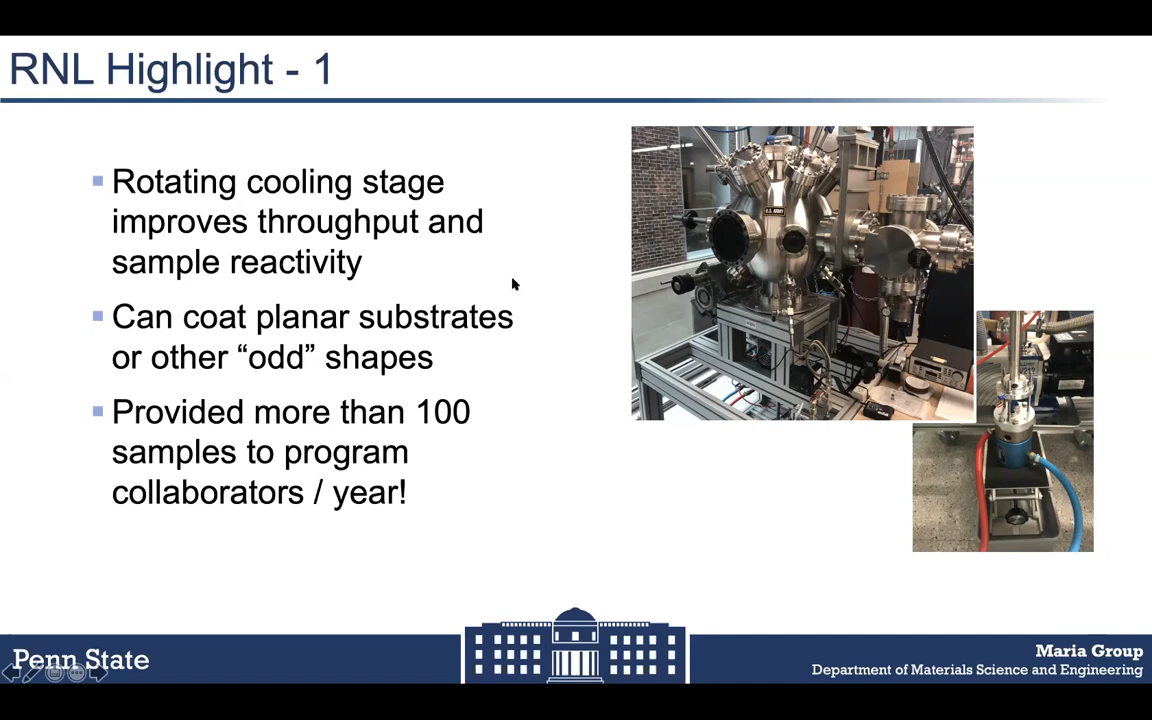 RNL Highlight - 1
Rotating cooling stage
improves throughput and
sample reactivity
Can coat planar substrates
or other “odd” shapes
Provided more than 100
samples to program
collaborators / year!
U.S. ARMY
Penn State
Maria Group
Department of Materials Science and Engineering